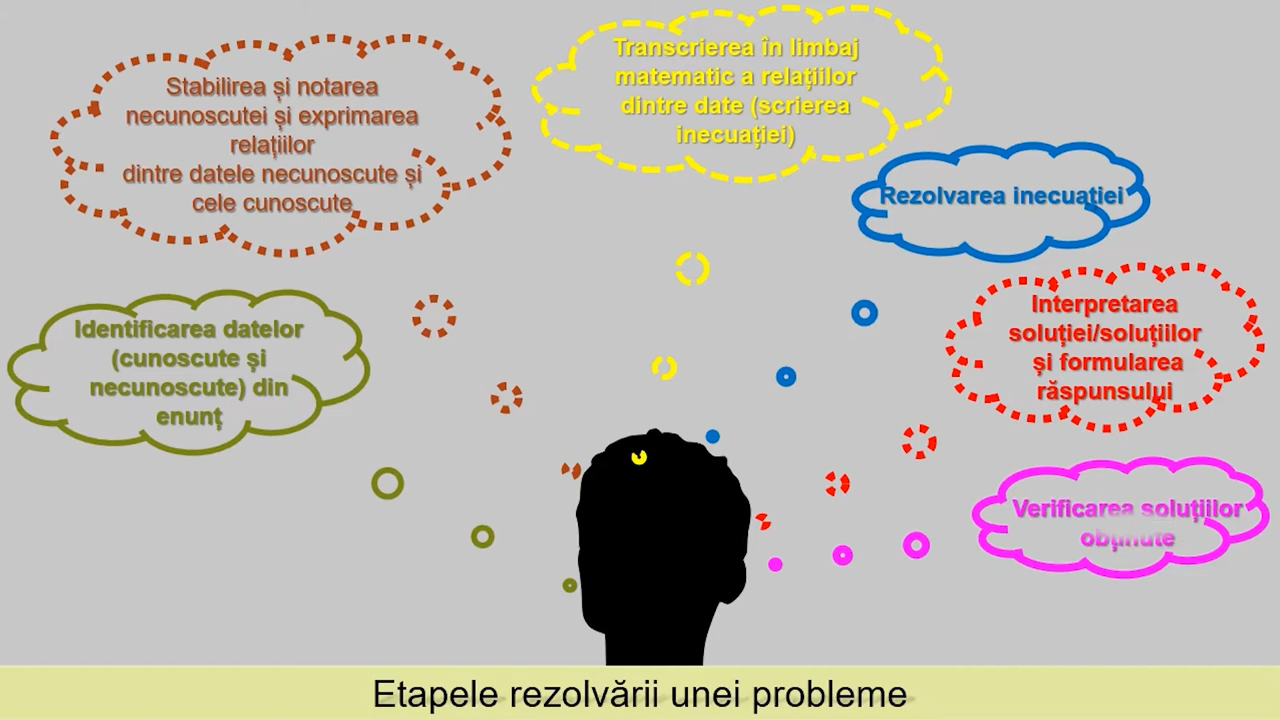 Stabilirea și notarea
necunoscutei și exprimarea
relațiilor
dintre datele necunoscute și
cele cunoscute
Transcrierea în limbaj
matematic a relațiilor
dintre date (scrierea
inecuației)
Rezolvarea inecuației
Identificarea datelor
(cunoscute și
necunoscute) din
enunț
Interpretarea
soluției/soluțiilor
și formularea
răspunsului
Verificarea soluțiilor
obținute
Etapele rezolvării unei probleme